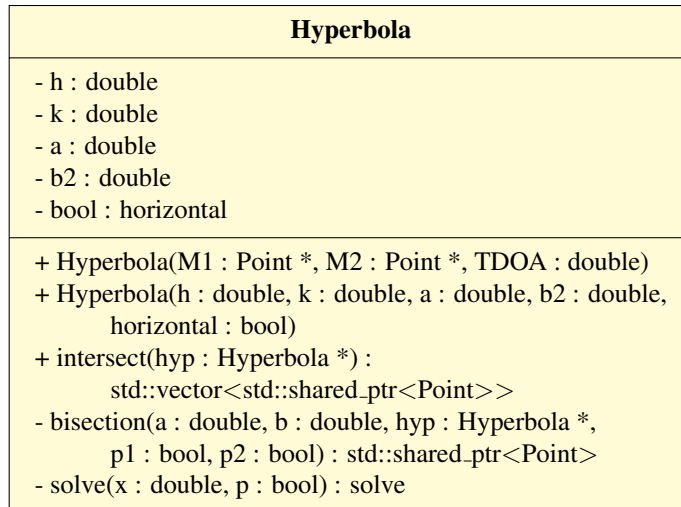 Hyperbola
- h : double
- k : double
- a : double
- b2 : double
- bool : horizontal
+ Hyperbola(M1 : Point *, M2 : Point *, TDOA : double)
+ Hyperbola(h : double, k : double, a : double, b2 : double,
horizontal : bool)
+ intersect(hyp : Hyperbola *) :
std::vector<std::shared_ptr<Point>>
- bisection(a : double, b : double, hyp : Hyperbola *,
p1 : bool, p2 : bool) : std::shared_ptr<Point>
- solve(x : double, p : bool) : solve